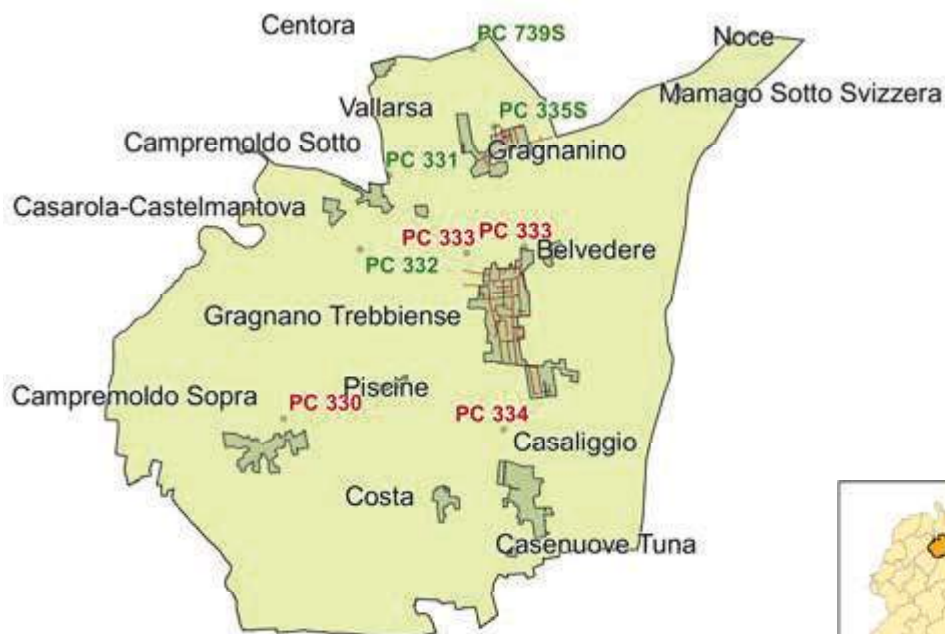 Centora
PC 739S
Noce
Mamago Sotto Svizzera
Vallarsa
PC 335S
Campremoldo Sotto
PC 331
Gragnanino
Casarola-Castelmantova
PC 333
PC 333
Belvedere
PC 332
Gragnano Trebbiense
Campremoldo Sopra
Piscine
PC 330
PC 334
Casaliggio
Costa
Casenuove Tuna